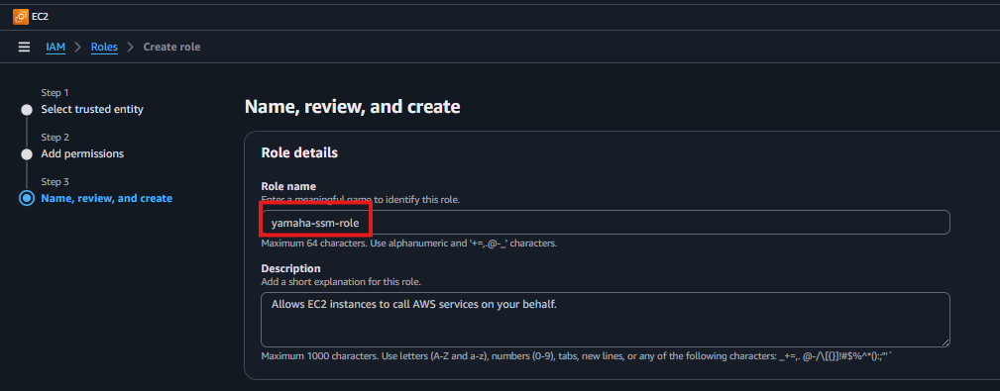 EC2
IAM > Roles > Create role
Step 1
Select trusted entity
Step 2
Add permissions
Step 3
Name, review, and create
Name, review, and create
Role details
Role name
Enter a meaningful name to identify this role.
yamaha-ssm-role
Maximum 64 characters. Use alphanumeric and '+=,.@-_' characters.
Description
Add a short explanation for this role.
Allows EC2 instances to call AWS services on your behalf.
Maximum 1000 characters. Use letters (A-Z and a-z), numbers (0-9), tabs, new lines, or any of the following characters: _+=,. @-/\[{}]!#$%^*();:"'`